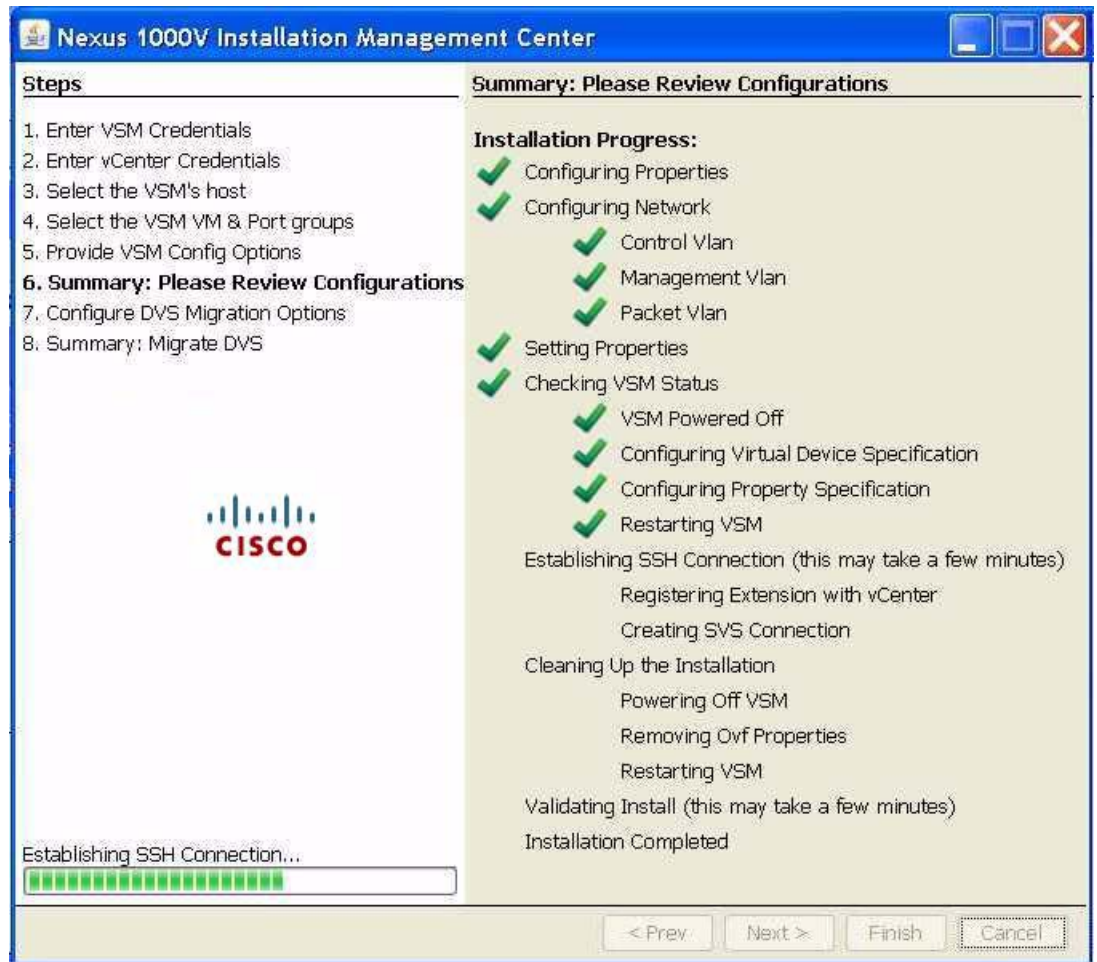 Nexus 1000V Installation Management Center
Steps
1. Enter VSM Credentials
2. Enter vCenter Credentials
3. Select the VSM's host
4. Select the VSM VM & Port groups
5. Provide VSM Config Options
6. Summary: Please Review Configurations
7. Configure DVS Migration Options
8. Summary: Migrate DVS
CISCO
Establishing SSH Connection...
Summary: Please Review Configurations
Installation Progress:
Configuring Properties
Configuring Network
Control Vlan
Management Vlan
Packet Vlan
Setting Properties
Checking VSM Status
VSM Powered Off
Configuring Virtual Device Specification
Configuring Property Specification
Restarting VSM
Establishing SSH Connection (this may take a few minutes)
Registering Extension with vCenter
Creating SVS Connection
Cleaning Up the Installation
Powering Off VSM
Removing Ovf Properties
Restarting VSM
Validating Install (this may take a few minutes)
Installation Completed
< Prev
Next >
Finish
Cancel